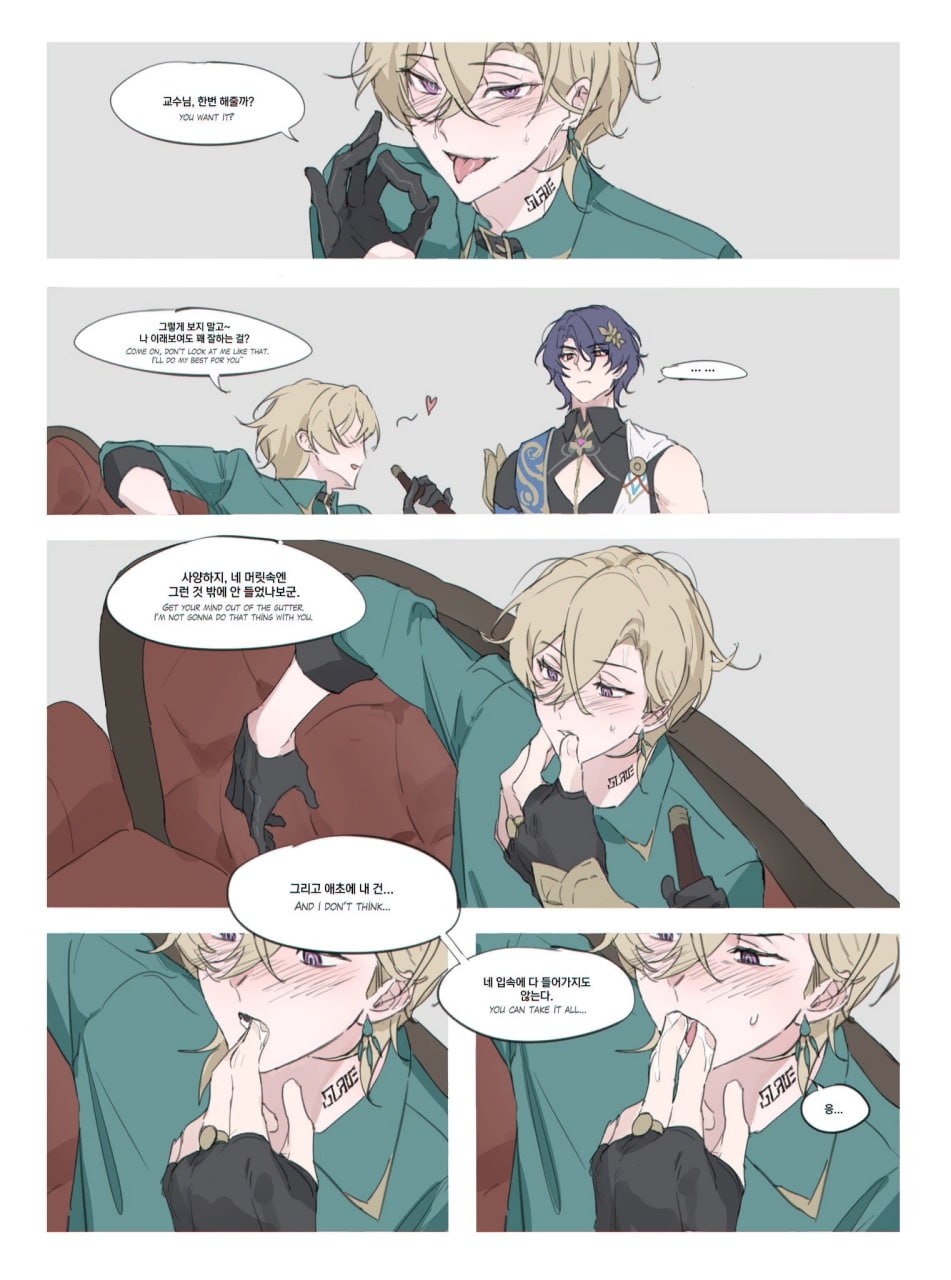 교수님, 한번 해줄까?
YOU WANT IT?
SLAVE
그렇게 보지 말고~
나 이래보여도 꽤 잘하는 걸?
COME ON, DON'T LOOK AT ME LIKE THAT.
I'LL DO MY BEST FOR YOU~
... ...
사양하지, 네 머릿속엔
그런 것 밖에 안 들었나보군.
GET YOUR MIND OUT OF THE GUTTER.
I'M NOT GONNA DO THAT THING WITH YOU.
SLAVE
그리고 애초에 내 건...
AND I DON'T THINK...
SLAVE
네 입속에 다 들어가지도
않는다.
YOU CAN TAKE IT ALL...
SLAVE
응...